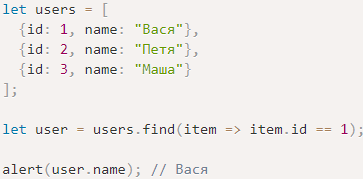 let users = [
  {id: 1, name: "Вася"},
  {id: 2, name: "Петя"},
  {id: 3, name: "Маша"}
];

let user = users.find(item => item.id == 1);

alert(user.name); // Вася